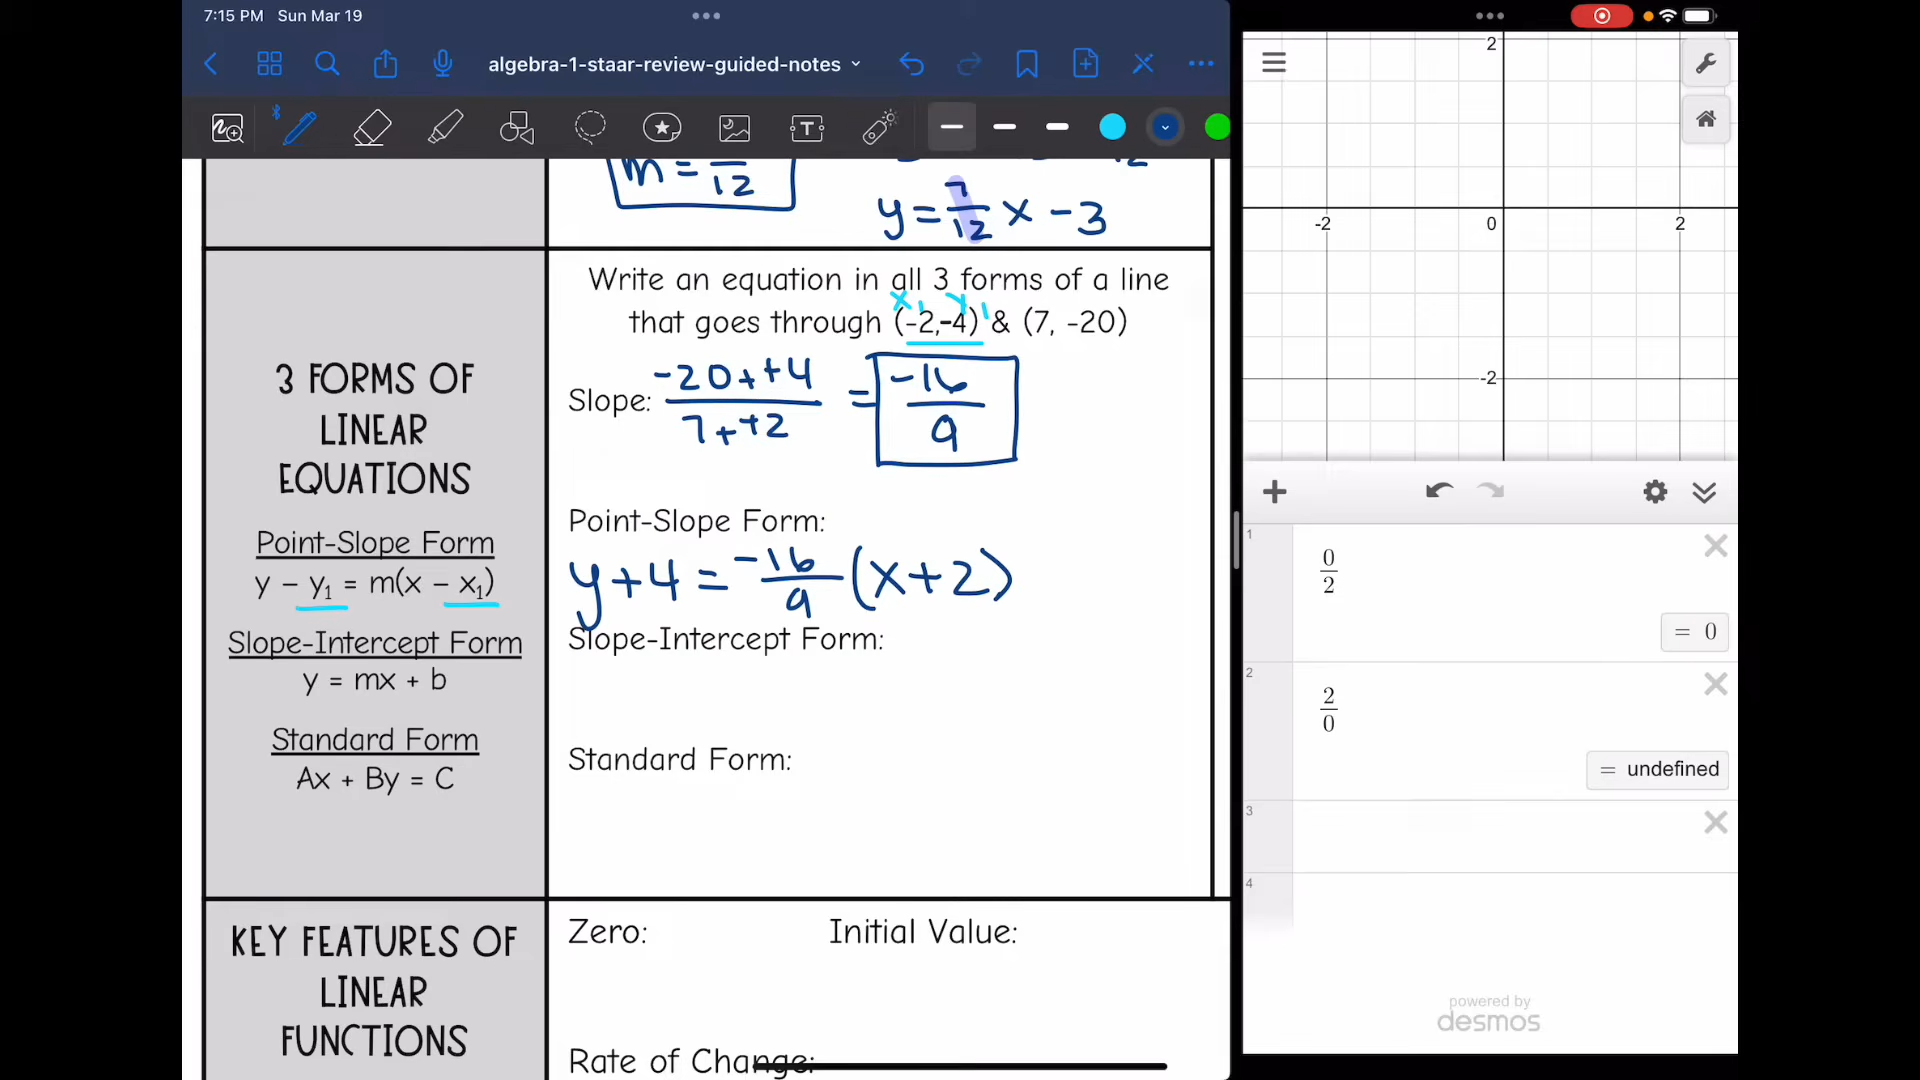 7:15 PM Sun Mar 19
algebra-1-staar-review-guided-notes
m = — 12
y = 7/12 x - 3
Write an equation in all 3 forms of a line
x1 y1
that goes through (-2,-4) & (7, -20)
Slope: -20++4 / 7++2 = -16/9
Point-Slope Form:
y+4 = -16/9 (x+2)
Slope-Intercept Form:
Standard Form:
3 FORMS OF
LINEAR
EQUATIONS
Point-Slope Form
y – y₁ = m(x – x₁)
Slope-Intercept Form
y = mx + b
Standard Form
Ax + By = C
KEY FEATURES OF
LINEAR
FUNCTIONS
Zero: Initial Value:
Rate of Change:
2
-2 0 2
-2
1
0/2
= 0
2
2/0
= undefined
3
4
powered by
desmos